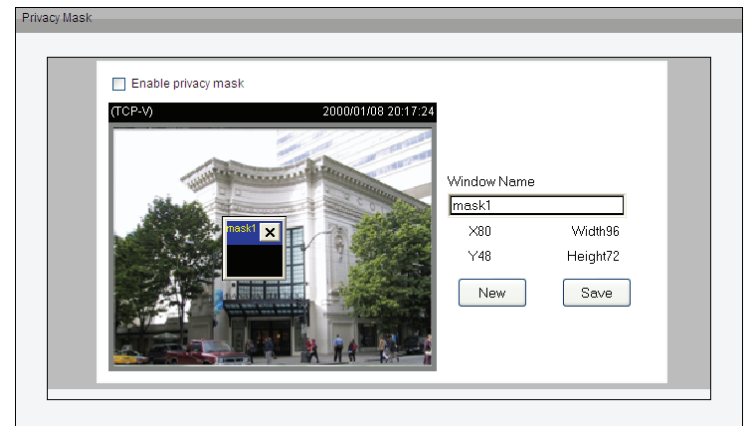 Privacy Mask
Enable privacy mask
(TCP-V) 2000/01/08 20:17:24
mask1
Window Name
mask1
X80 Width96
Y48 Height72
New Save